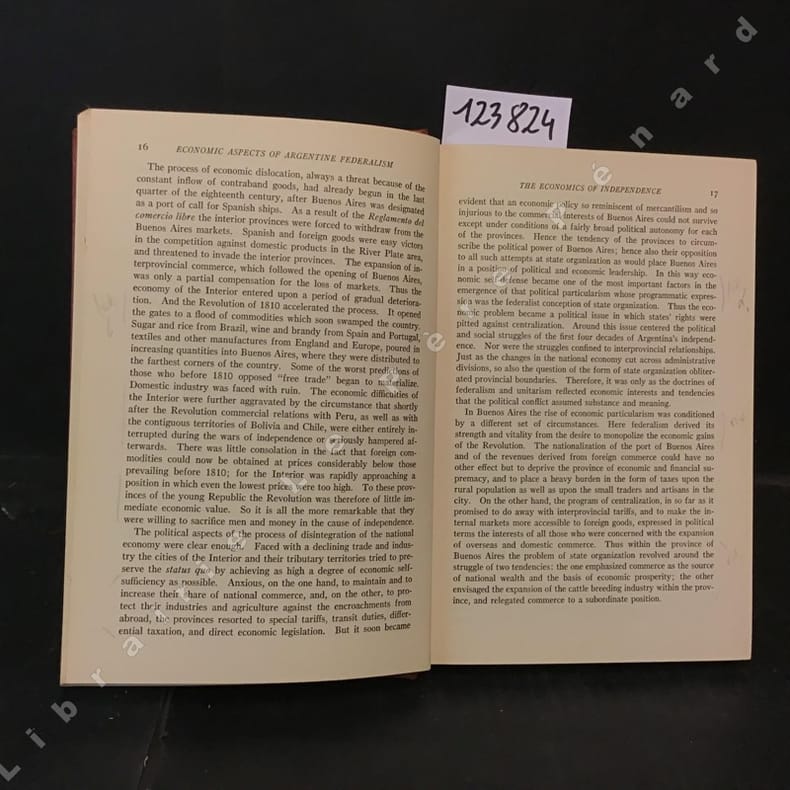 123824
16 ECONOMIC ASPECTS OF ARGENTINE FEDERALISM
The process of economic dislocation, always a threat because of the
constant inflow of contraband goods, had already begun in the last
quarter of the eighteenth century, after Buenos Aires was designated
as a port of call for Spanish ships. As a result of the Reglamento del
comercio libre the interior provinces were forced to withdraw from the
Buenos Aires markets. Spanish and foreign goods were easy victors
in the competition against domestic products in the River Plate area,
and threatened to invade the interior provinces. The expansion of in-
terprovincial commerce, which followed the opening of Buenos Aires,
was only a partial compensation for the loss of markets. Thus the
economy of the Interior entered upon a period of gradual deteriora-
tion. And the Revolution of 1810 accelerated the process. It opened
the gates to a flood of commodities which soon swamped the country.
Sugar and rice from Brazil, wine and brandy from Spain and Portugal,
textiles and other manufactures from England and Europe, poured in
increasing quantities into Buenos Aires, where they were distributed to
the farthest corners of the country. Some of the worst predictions of
those who before 1810 opposed "free trade" began to materialize.
Domestic industry was faced with ruin. The economic difficulties of
the Interior were further aggravated by the circumstance that shortly
after the Revolution commercial relations with Peru, as well as with
the contiguous territories of Bolivia and Chile, were either entirely in-
terrupted during the wars of independence or seriously hampered af-
terwards. There was little consolation in the fact that foreign com-
modities could now be obtained at prices considerably below those
prevailing before 1810; for the Interior was rapidly approaching a
position in which even the lowest prices were too high. To these prov-
inces of the young Republic the Revolution was therefore of little im-
mediate economic value. So it is all the more remarkable that they
were willing to sacrifice men and money in the cause of independence.
The political aspects of the process of disintegration of the national
economy were clear enough. Faced with a declining trade and indus-
try the cities of the Interior and their tributary territories tried to pre-
serve the status quo by achieving as high a degree of economic self-
sufficiency as possible. Anxious, on the one hand, to maintain and to
increase their share of national commerce, and, on the other, to pro-
tect their industries and agriculture against the encroachments from
abroad, the provinces resorted to special tariffs, transit duties, differ-
ential taxation, and direct economic legislation. But it soon became
THE ECONOMICS OF INDEPENDENCE 17
evident that an economic policy so reminiscent of mercantilism and so
injurious to the commercial interests of Buenos Aires could not survive
except under conditions of a fairly broad political autonomy for each
of the provinces. Hence the tendency of the provinces to circum-
scribe the political power of Buenos Aires; hence also their opposition
to all such attempts at state organization as would place Buenos Aires
in a position of political and economic leadership. In this way eco-
nomic self-defense became one of the most important factors in the
emergence of that political particularism whose programmatic expres-
sion was the federalist conception of state organization. Thus the eco-
nomic problem became a political issue in which states' rights were
pitted against centralization. Around this issue centered the political
and social struggles of the first four decades of Argentina's independ-
ence. Nor were the struggles confined to interprovincial relationships.
Just as the changes in the national economy cut across administrative
divisions, so also the question of the form of state organization obliter-
ated provincial boundaries. Therefore, it was only as the doctrines of
federalism and unitarism reflected economic interests and tendencies
that the political conflict assumed substance and meaning.
In Buenos Aires the rise of economic particularism was conditioned
by a different set of circumstances. Here federalism derived its
strength and vitality from the desire to monopolize the economic gains
of the Revolution. The nationalization of the port of Buenos Aires
and of the revenues derived from foreign commerce could have no
other effect but to deprive the province of economic and financial su-
premacy, and to place a heavy burden in the form of taxes upon the
rural population as well as upon the small traders and artisans in the
city. On the other hand, the program of centralization, in so far as it
promised to do away with interprovincial tariffs, and to make the in-
ternal markets more accessible to foreign goods, expressed in political
terms the interests of all those who were concerned with the expansion
of overseas and domestic commerce. Thus within the province of
Buenos Aires the problem of state organization revolved around the
struggle of two tendencies: the one emphasized commerce as the source
of national wealth and the basis of economic prosperity; the other
envisaged the expansion of the cattle breeding industry within the prov-
ince, and relegated commerce to a subordinate position.
Librairie de l'Avenue